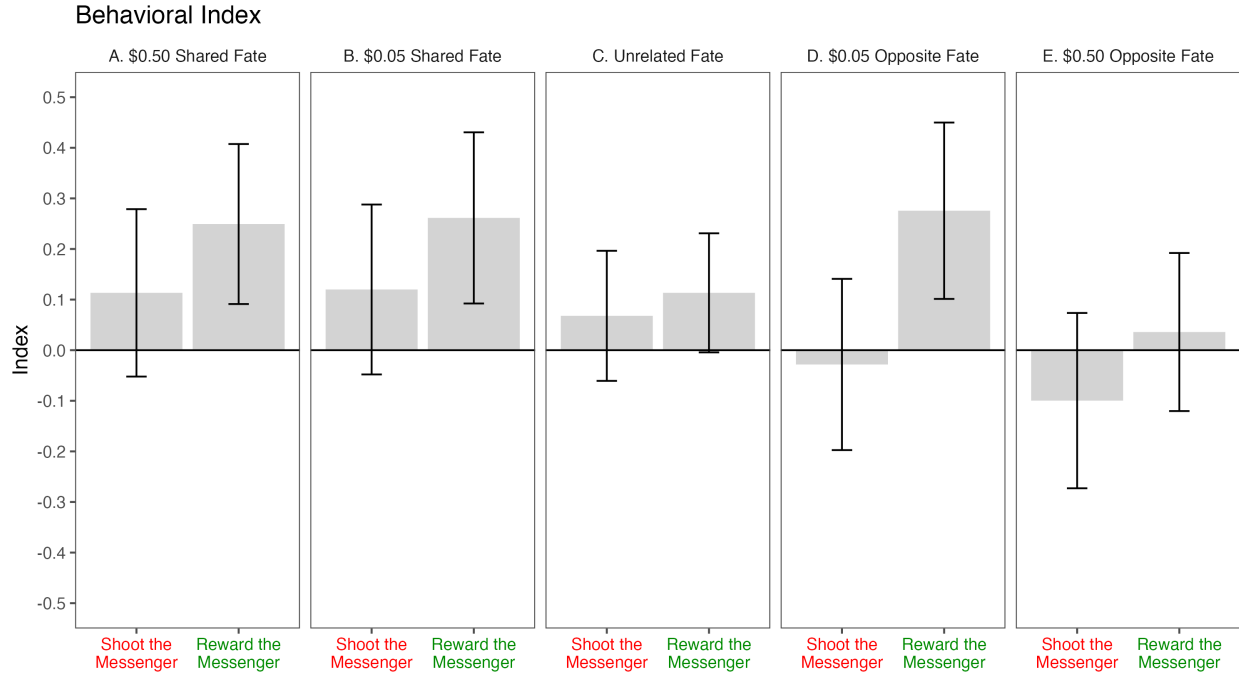 Behavioral Index
A. $0.50 Shared Fate
B. $0.05 Shared Fate
C. Unrelated Fate
D. $0.05 Opposite Fate
E. $0.50 Opposite Fate
Index
0.5
0.4
0.3
0.2
0.1
0.0
-0.1
-0.2
-0.3
-0.4
-0.5
Shoot the
Messenger
Reward the
Messenger
Shoot the
Messenger
Reward the
Messenger
Shoot the
Messenger
Reward the
Messenger
Shoot the
Messenger
Reward the
Messenger
Shoot the
Messenger
Reward the
Messenger